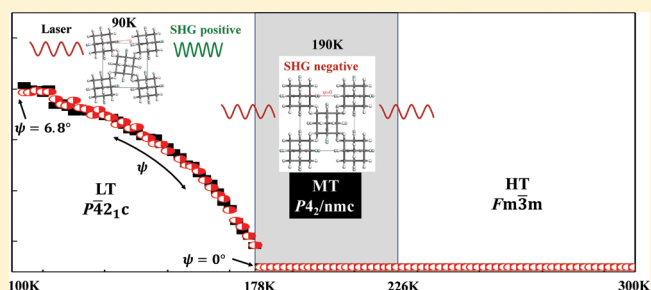 90K
Laser
SHG positive
190K
SHG negative
ψ = 6.8°
ψ
LT
P4̅2₁c
MT
P4₂/nmc
HT
Fm3̅m
ψ = 0°
100K 178K 226K 300K